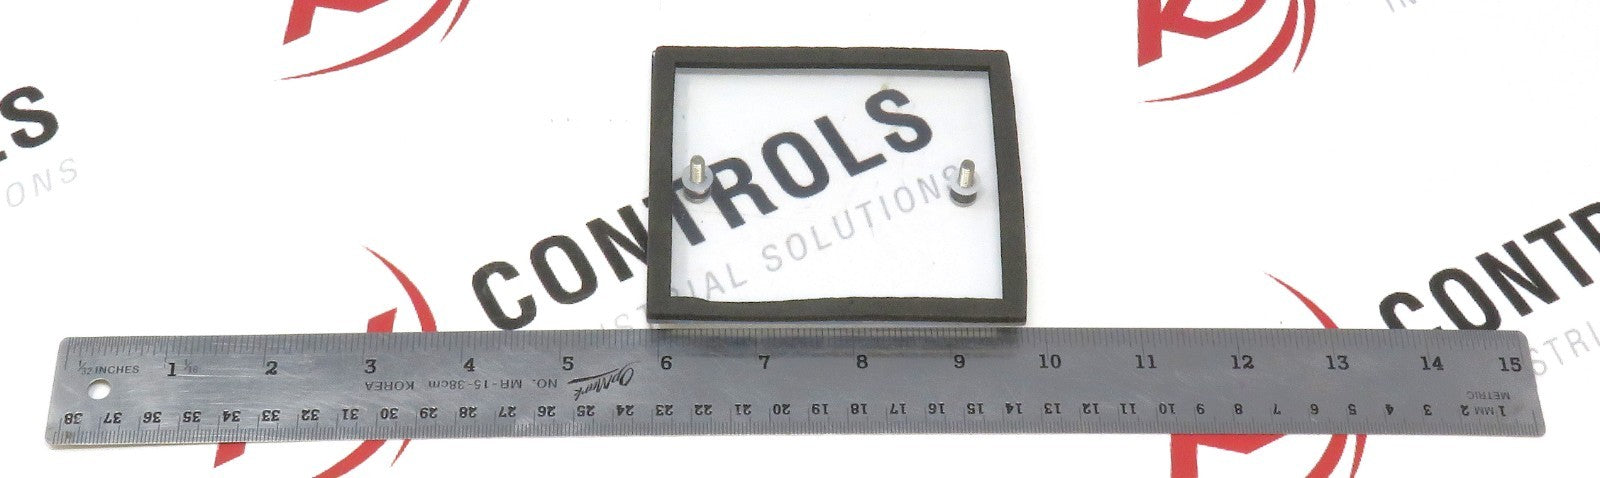 CONTROLS
INDUSTRIAL SOLUTIONS
CONTR
STRI
LS
IONS
IN
1/32 INCHES 1 1/16 2 3 4 5 6 7 8 9 10 11 12 13 14 15
NO. MR-15-38cm KOREA
METRIC
1 MM 2 3 4 5 6 7 8 9 10 11 12 13 14 15 16 17 18 19 20 21 22 23 24 25 26 27 28 29 30 31 32 33 34 35 36 37 38